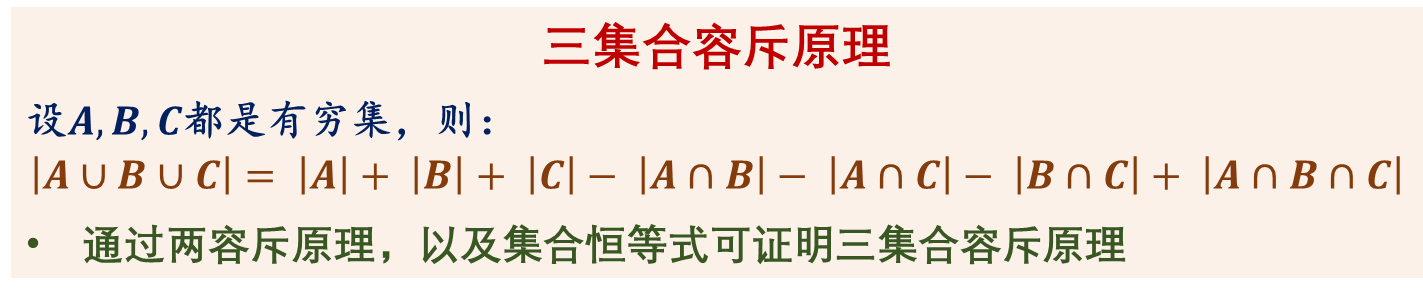 三集合容斥原理
设A, B, C都是有穷集，则：
|A ∪ B ∪ C| = |A| + |B| + |C| − |A ∩ B| − |A ∩ C| − |B ∩ C| + |A ∩ B ∩ C|
• 通过两容斥原理，以及集合恒等式可证明三集合容斥原理